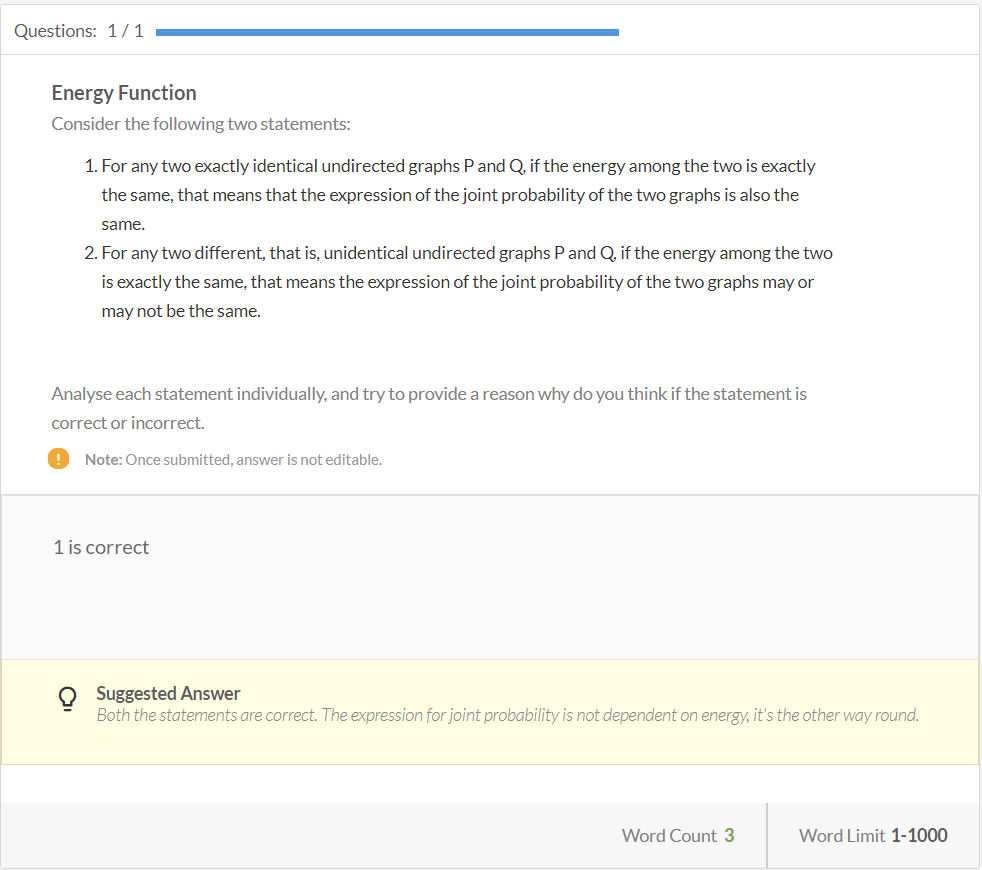 Questions: 1 / 1
Energy Function
Consider the following two statements:
1. For any two exactly identical undirected graphs P and Q, if the energy among the two is exactly
the same, that means that the expression of the joint probability of the two graphs is also the
same.
2. For any two different, that is, unidentical undirected graphs P and Q, if the energy among the two
is exactly the same, that means the expression of the joint probability of the two graphs may or
may not be the same.
Analyse each statement individually, and try to provide a reason why do you think if the statement is
correct or incorrect.
Note: Once submitted, answer is not editable.
1 is correct
Suggested Answer
Both the statements are correct. The expression for joint probability is not dependent on energy, it's the other way round.
Word Count 3
Word Limit 1-1000